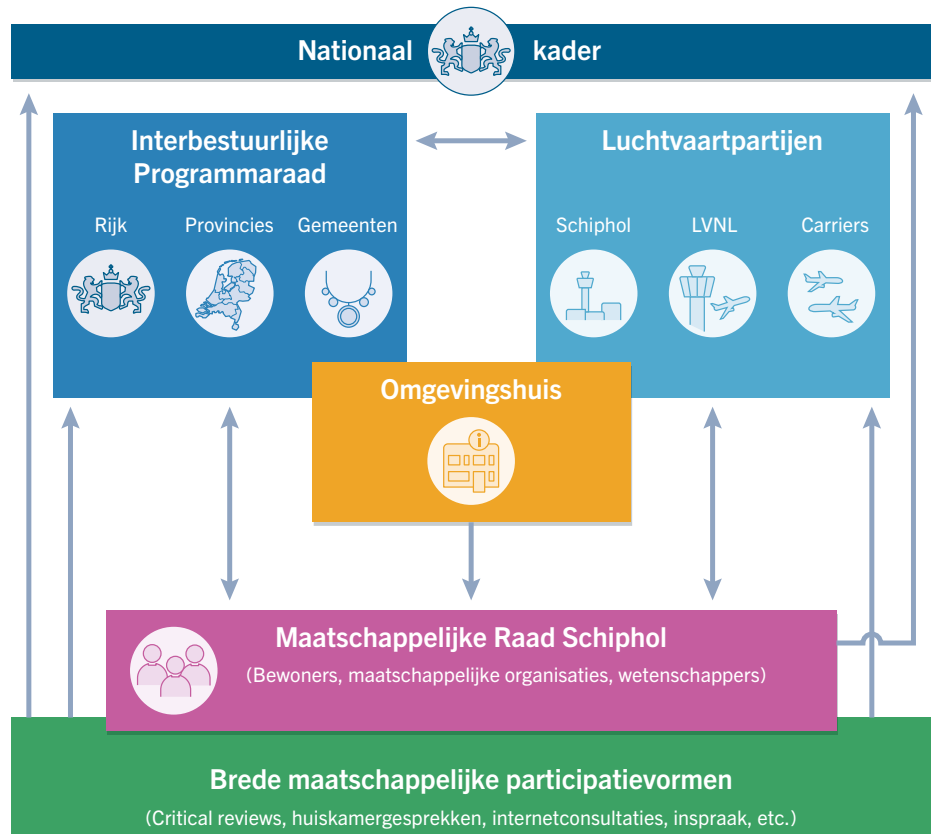 Nationaal kader
Interbestuurlijke
Programmaraad
Rijk
Provincies
Gemeenten
Luchtvaartpartijen
Schiphol
LVNL
Carriers
Omgevingshuis
i
Maatschappelijke Raad Schiphol
(Bewoners, maatschappelijke organisaties, wetenschappers)
Brede maatschappelijke participatievormen
(Critical reviews, huiskamergesprekken, internetconsultaties, inspraak, etc.)